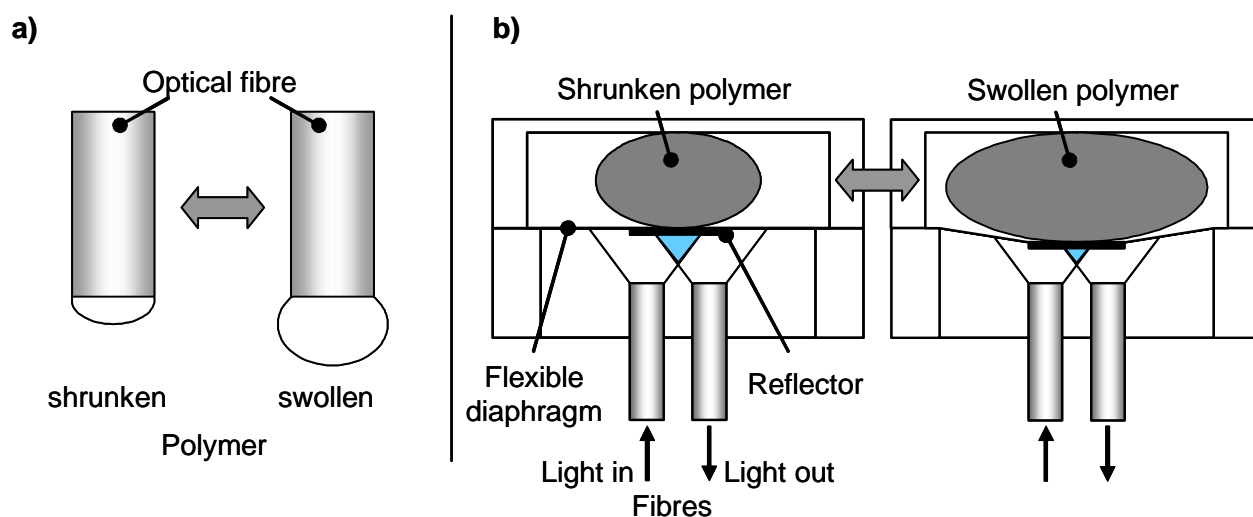 a)
Optical fibre
shrunken
swollen
Polymer
b)
Shrunken polymer
Swollen polymer
Flexible
diaphragm
Reflector
Light in
Light out
Fibres